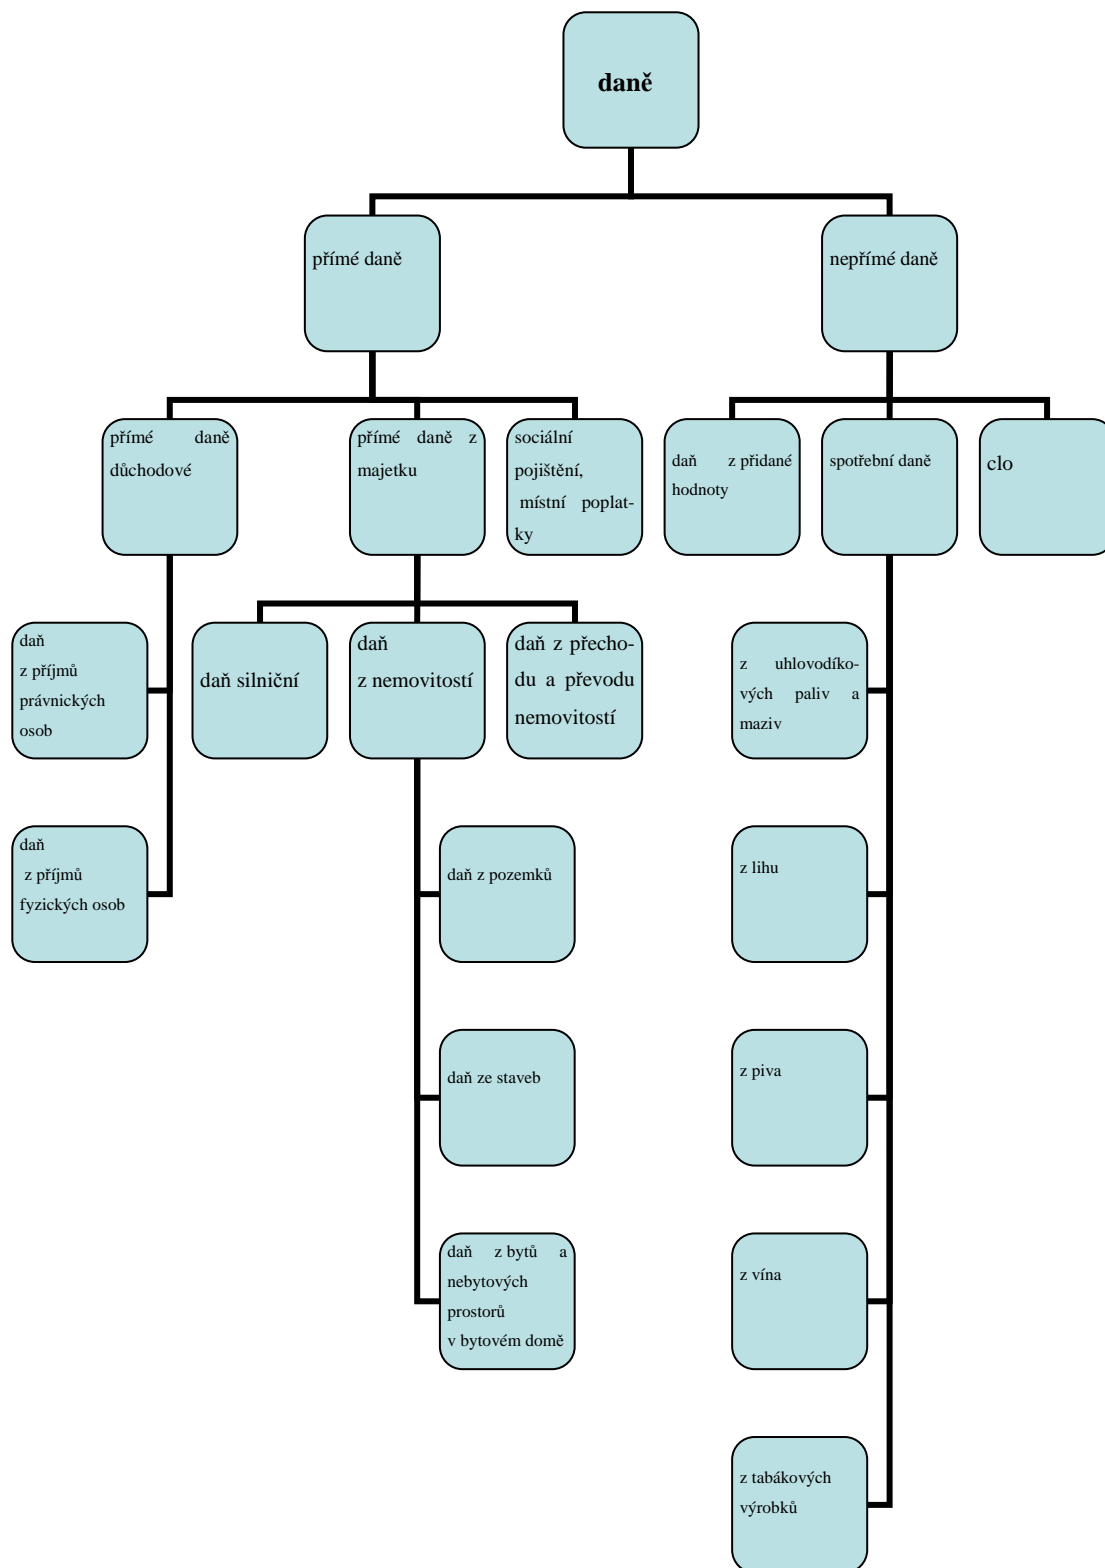 daně
přímé daně
nepřímé daně
přímé daně
důchodové
přímé daně z
majetku
sociální
pojištění,
místní poplat-
ky
daň z přidané
hodnoty
spotřební daně
clo
daň
z příjmů
právnických
osob
daň silniční
daň
z nemovitostí
daň z přecho-
du a převodu
nemovitostí
z uhlovodíko-
vých paliv a
maziv
daň
z příjmů
fyzických osob
daň z pozemků
z lihu
daň ze staveb
z piva
daň z bytů a
nebytových
prostorů
v bytovém domě
z vína
z tabákových
výrobků